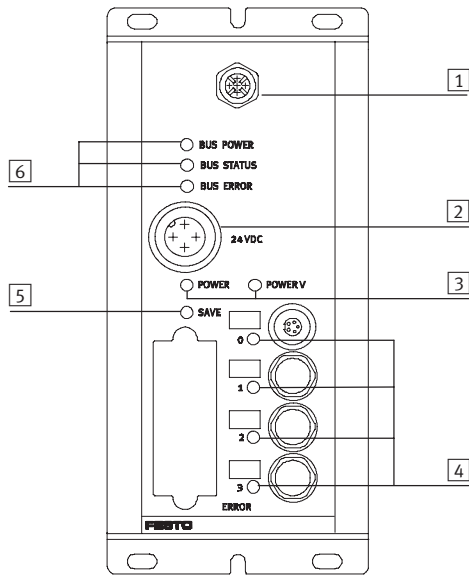 1
BUS POWER
BUS STATUS
6
BUS ERROR
2
24 VDC
POWER
POWER V
3
5
SAVE
0
1
2
3
4
ERROR
FESTO